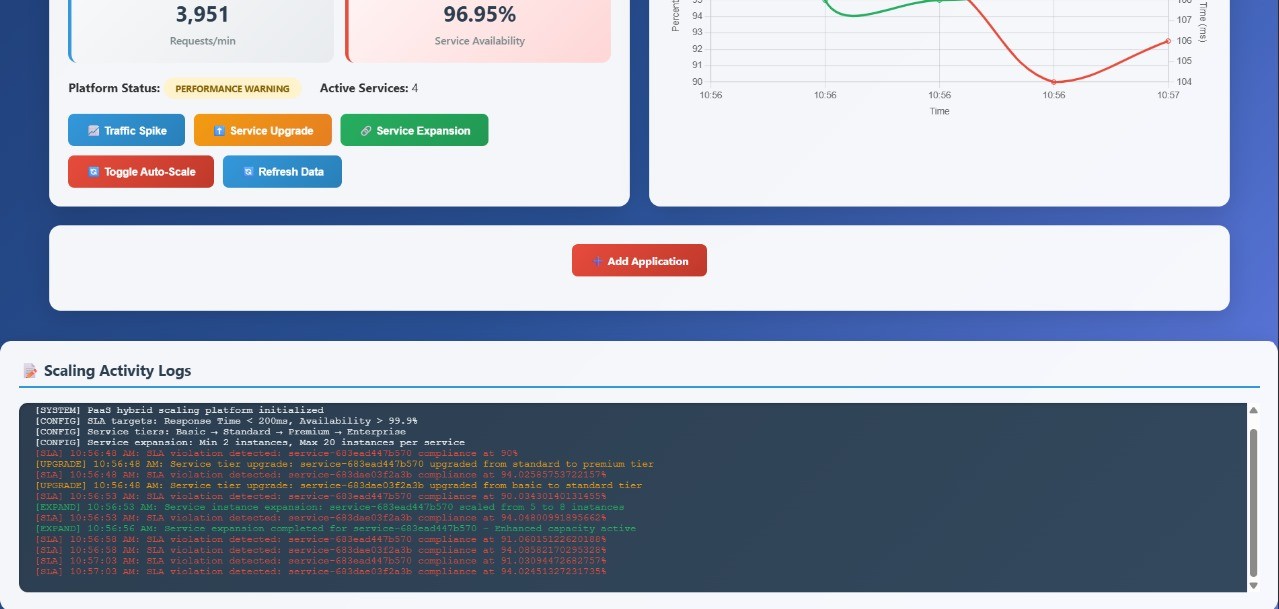 3,951
Requests/min
96.95%
Service Availability
Platform Status: PERFORMANCE WARNING Active Services: 4
Traffic Spike
Service Upgrade
Service Expansion
Toggle Auto-Scale
Refresh Data
Percent
94
93
92
91
90
107
106
105
104
Time (ms)
10:56 10:56 10:56 10:56 10:57
Time
Add Application
Scaling Activity Logs
[SYSTEM] PaaS hybrid scaling platform initialized
[CONFIG] SLA targets: Response Time < 200ms, Availability > 99.9%
[CONFIG] Service tiers: Basic → Standard → Premium → Enterprise
[CONFIG] Service expansion: Min 2 instances, Max 20 instances per service
[SLA] 10:56:48 AM: SLA violation detected: service-683ead447b570 compliance at 90%
[UPGRADE] 10:56:48 AM: Service tier upgrade: service-683ead447b570 upgraded from standard to premium tier
[SLA] 10:56:48 AM: SLA violation detected: service-683dae03f2a3b compliance at 94.0258575372215​7%
[UPGRADE] 10:56:48 AM: Service tier upgrade: service-683ead447b570 upgraded from basic to standard tier
[SLA] 10:56:53 AM: SLA violation detected: service-683ead447b570 compliance at 90.034301401314​55%
[EXPAND] 10:56:53 AM: Service instance expansion: service-683ead447b570 scaled from 5 to 8 instances
[SLA] 10:56:53 AM: SLA violation detected: service-683dae03f2a3b compliance at 94.04800991895662%
[EXPAND] 10:56:56 AM: Service expansion completed for service-683ead447b570 - Enhanced capacity active
[SLA] 10:56:58 AM: SLA violation detected: service-683ead447b570 compliance at 91.06015122620188%
[SLA] 10:56:58 AM: SLA violation detected: service-683dae03f2a3b compliance at 94.08582170295328%
[SLA] 10:57:03 AM: SLA violation detected: service-683ead447b570 compliance at 91.03094472682757%
[SLA] 10:57:03 AM: SLA violation detected: service-683dae03f2a3b compliance at 94.02451327231735%